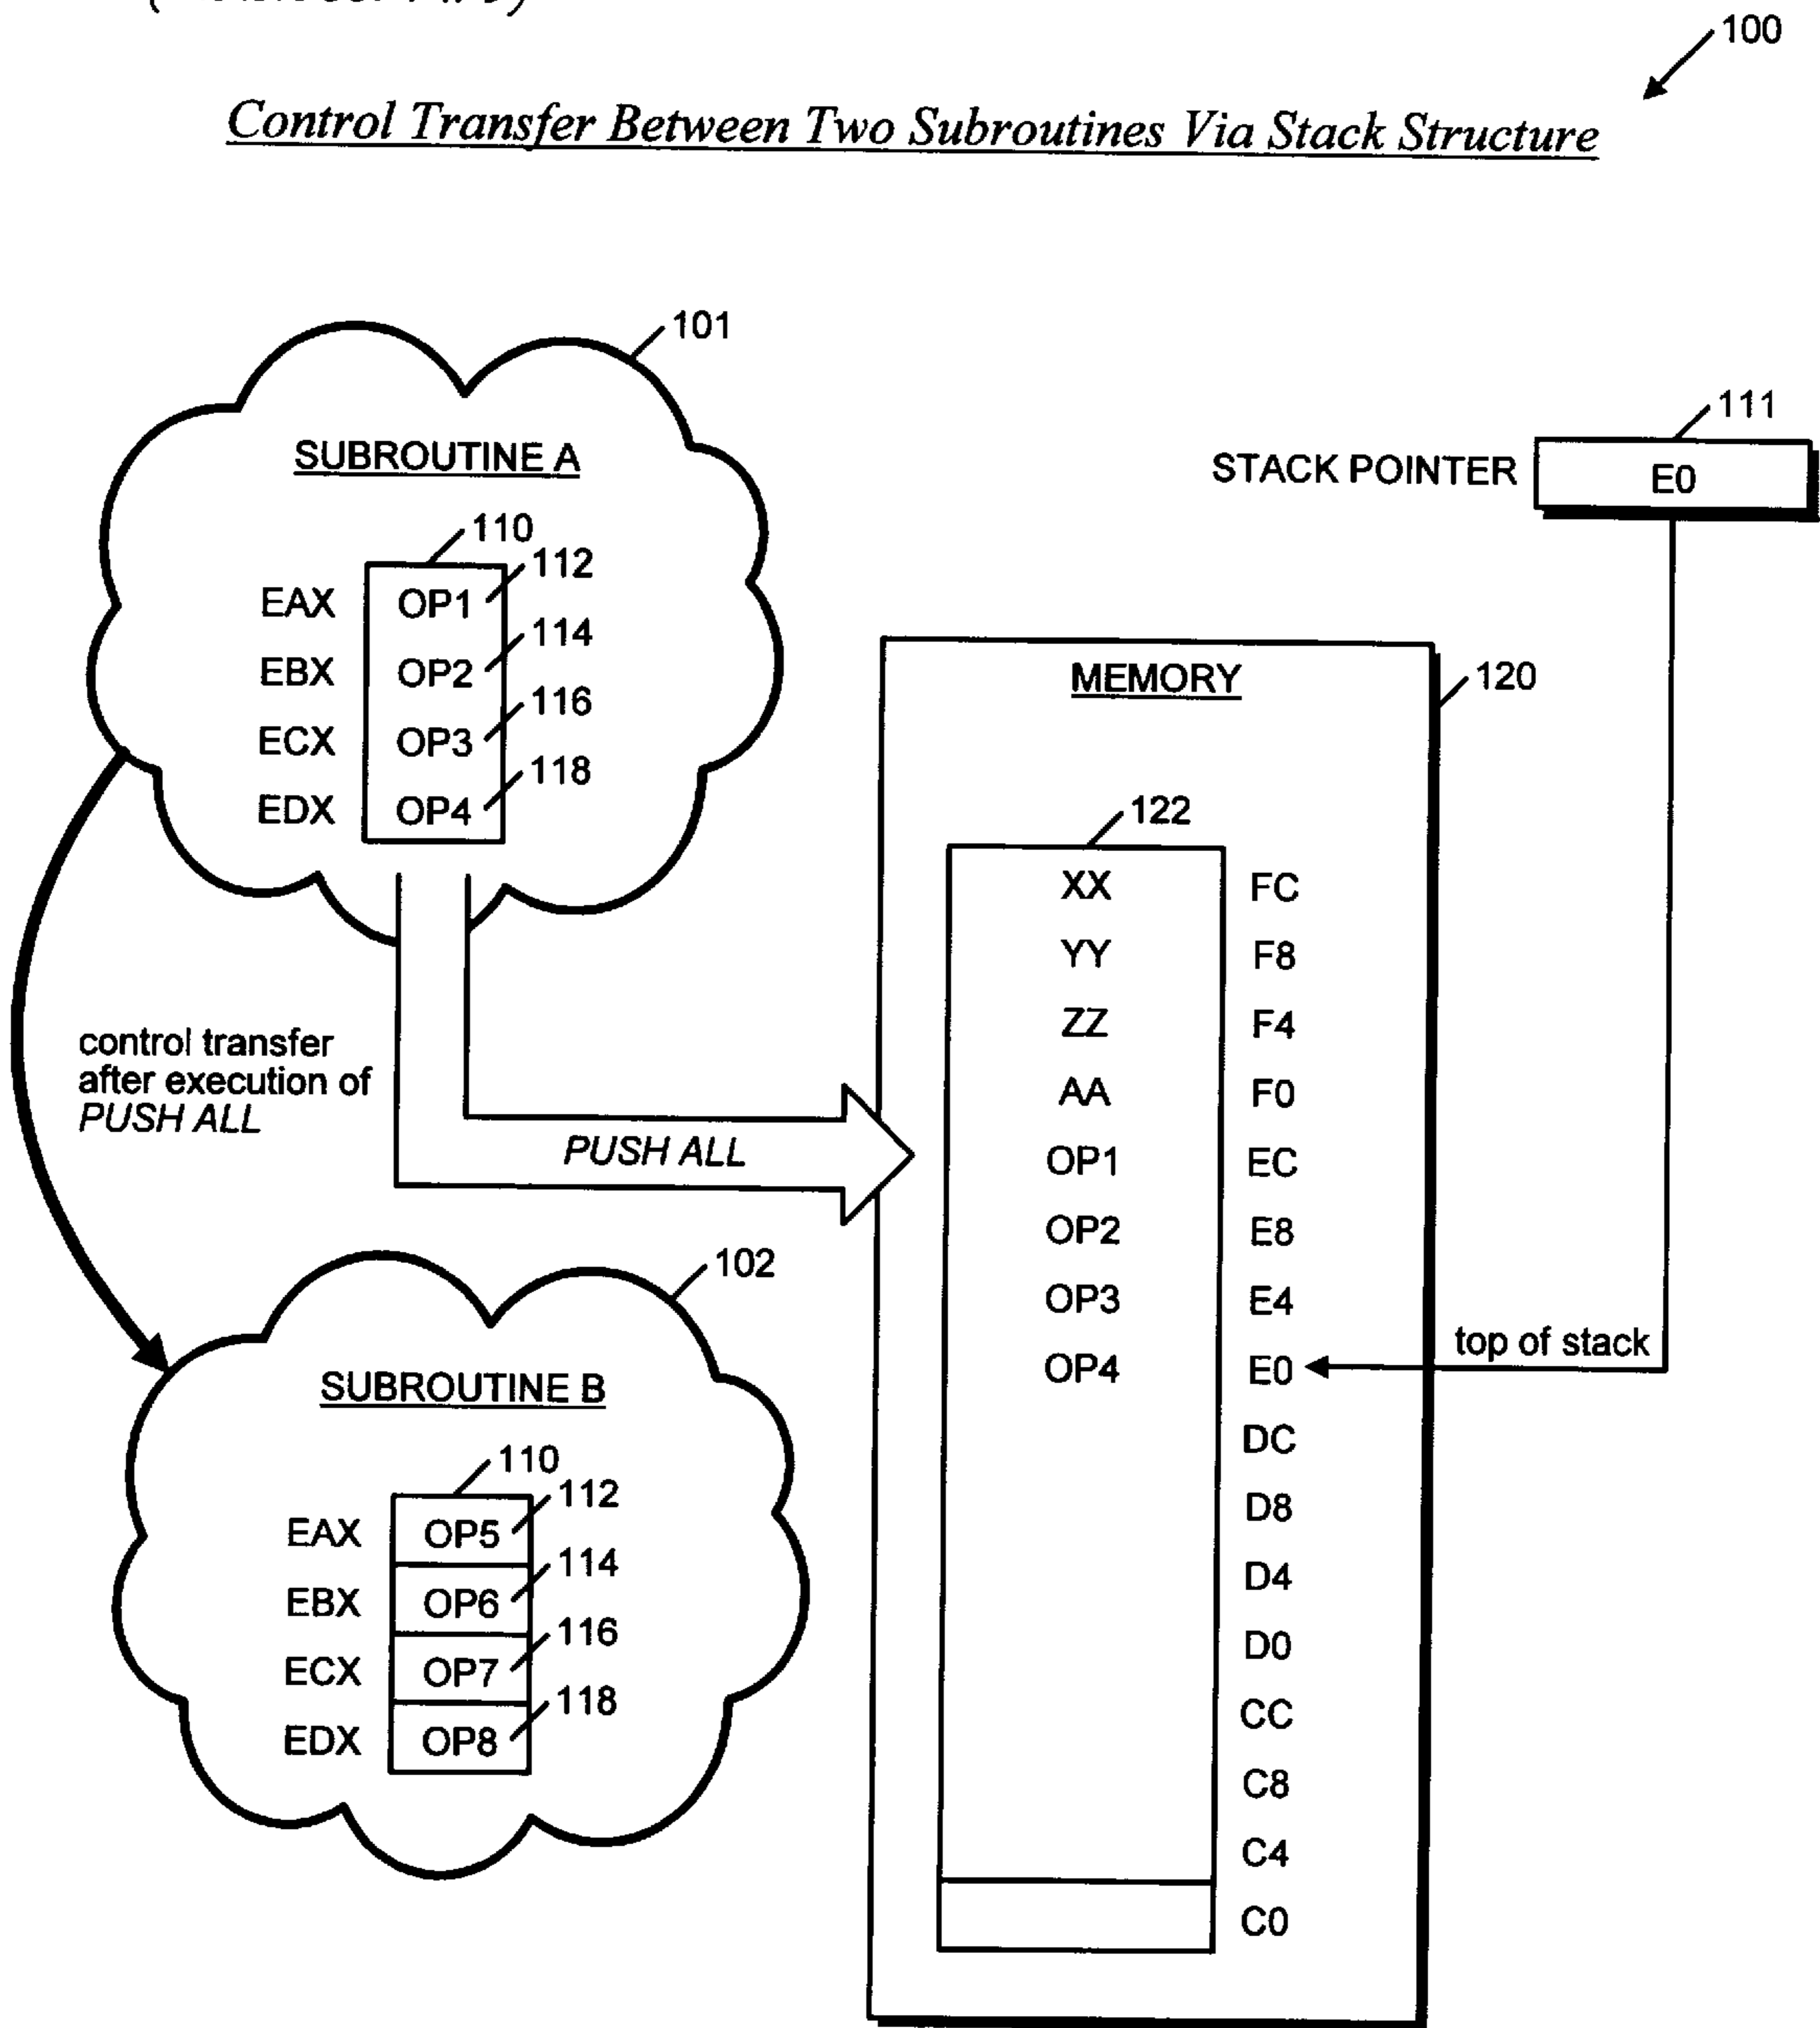 100
Control Transfer Between Two Subroutines Via Stack Structure
101
SUBROUTINE A
110
EAX OP1 112
EBX OP2 114
ECX OP3 116
EDX OP4 118
111
STACK POINTER E0
MEMORY
120
122
XX FC
YY F8
ZZ F4
AA F0
OP1 EC
OP2 E8
OP3 E4
OP4 E0
top of stack
DC
D8
D4
D0
CC
C8
C4
C0
control transfer
after execution of
PUSH ALL
PUSH ALL
102
SUBROUTINE B
110
EAX OP5 112
EBX OP6 114
ECX OP7 116
EDX OP8 118